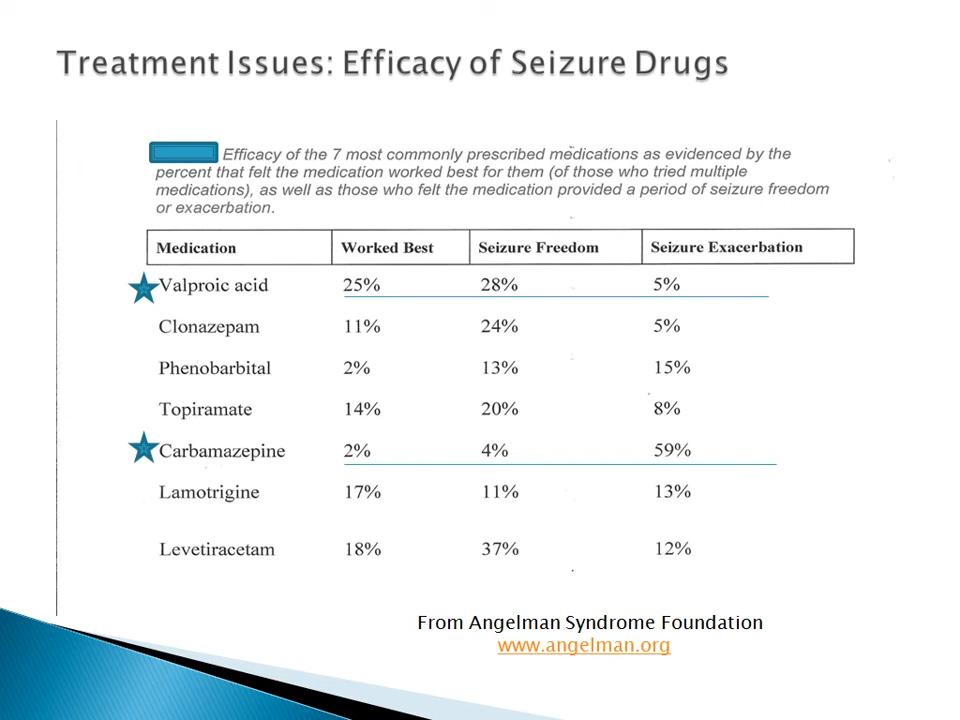 Treatment Issues: Efficacy of Seizure Drugs
Efficacy of the 7 most commonly prescribed medications as evidenced by the
percent that felt the medication worked best for them (of those who tried multiple
medications), as well as those who felt the medication provided a period of seizure freedom
or exacerbation.
Medication Worked Best Seizure Freedom Seizure Exacerbation
Valproic acid 25% 28% 5%
Clonazepam 11% 24% 5%
Phenobarbital 2% 13% 15%
Topiramate 14% 20% 8%
Carbamazepine 2% 4% 59%
Lamotrigine 17% 11% 13%
Levetiracetam 18% 37% 12%
From Angelman Syndrome Foundation
www.angelman.org